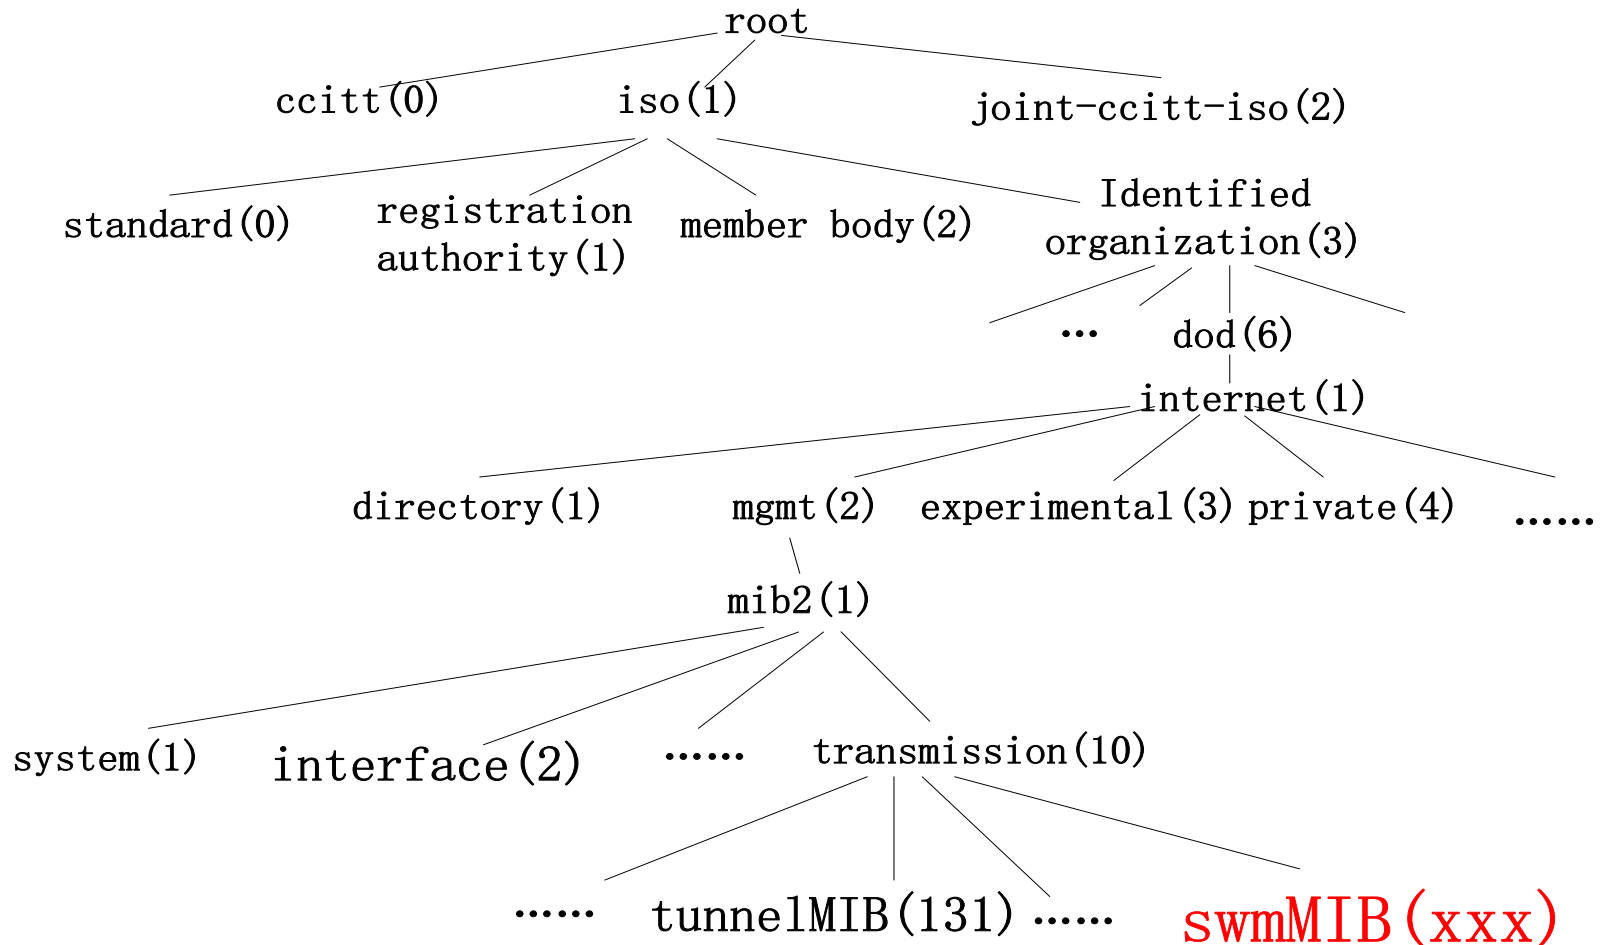 root
ccitt(0)
iso(1)
joint-ccitt-iso(2)
standard(0)
registration
authority(1)
member body(2)
Identified
organization(3)
…
dod(6)
internet(1)
directory(1)
mgmt(2)
experimental(3)
private(4)
……
mib2(1)
system(1)
interface(2)
……
transmission(10)
……
tunnelMIB(131)
……
swmMIB(xxx)